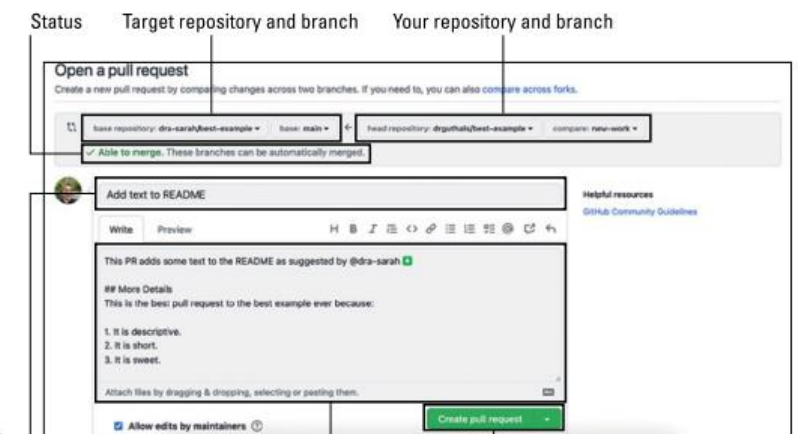 Status Target repository and branch Your repository and branch
Open a pull request
Create a new pull request by comparing changes across two branches. If you need to, you can also compare across forks.
base repository: dra-sarah/best-example base: main ← head repository: drguthals/best-example compare: new-work
✓ Able to merge. These branches can be automatically merged.
Add text to README
Helpful resources
GitHub Community Guidelines
Write Preview
This PR adds some text to the README as suggested by @dra-sarah
## More Details
This is the best pull request to the best example ever because:
1. It is descriptive.
2. It is short.
3. It is sweet.
Attach files by dragging & dropping, selecting or pasting them.
Allow edits by maintainers
Create pull request